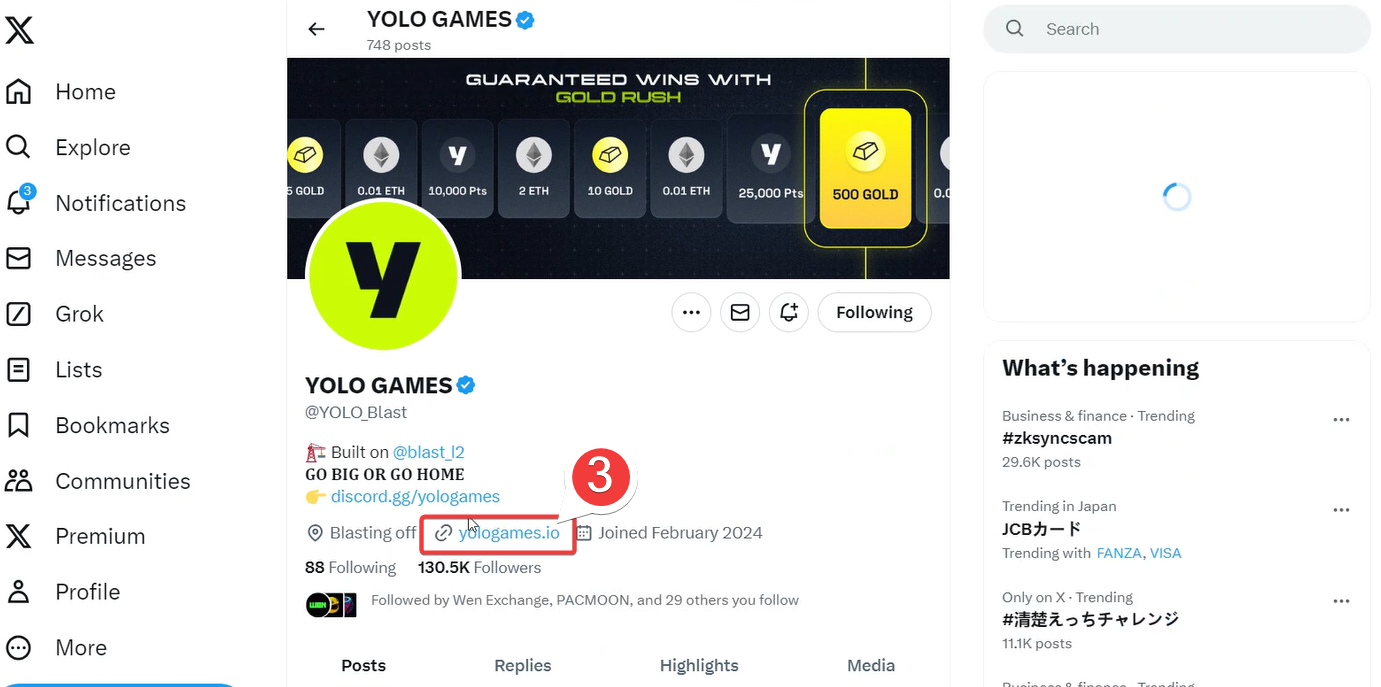 Home
Explore
3
Notifications
Messages
Grok
Lists
Bookmarks
Communities
Premium
Profile
More
YOLO GAMES
748 posts
GUARANTEED WINS WITH
GOLD RUSH
5 GOLD
0.01 ETH
10,000 Pts
2 ETH
10 GOLD
0.01 ETH
25,000 Pts
500 GOLD
0.0
y
Following
YOLO GAMES
@YOLO_Blast
Built on @blast_l2
GO BIG OR GO HOME
discord.gg/yologames
3
Blasting off yologames.io Joined February 2024
88 Following 130.5K Followers
Followed by Wen Exchange, PACMOON, and 29 others you follow
Posts Replies Highlights Media
Search
What's happening
Business & finance · Trending
#zksyncscam
29.6K posts
Trending in Japan
JCBカード
Trending with FANZA, VISA
Only on X · Trending
#清楚えっちチャレンジ
11.1K posts
Business & finance · Trending